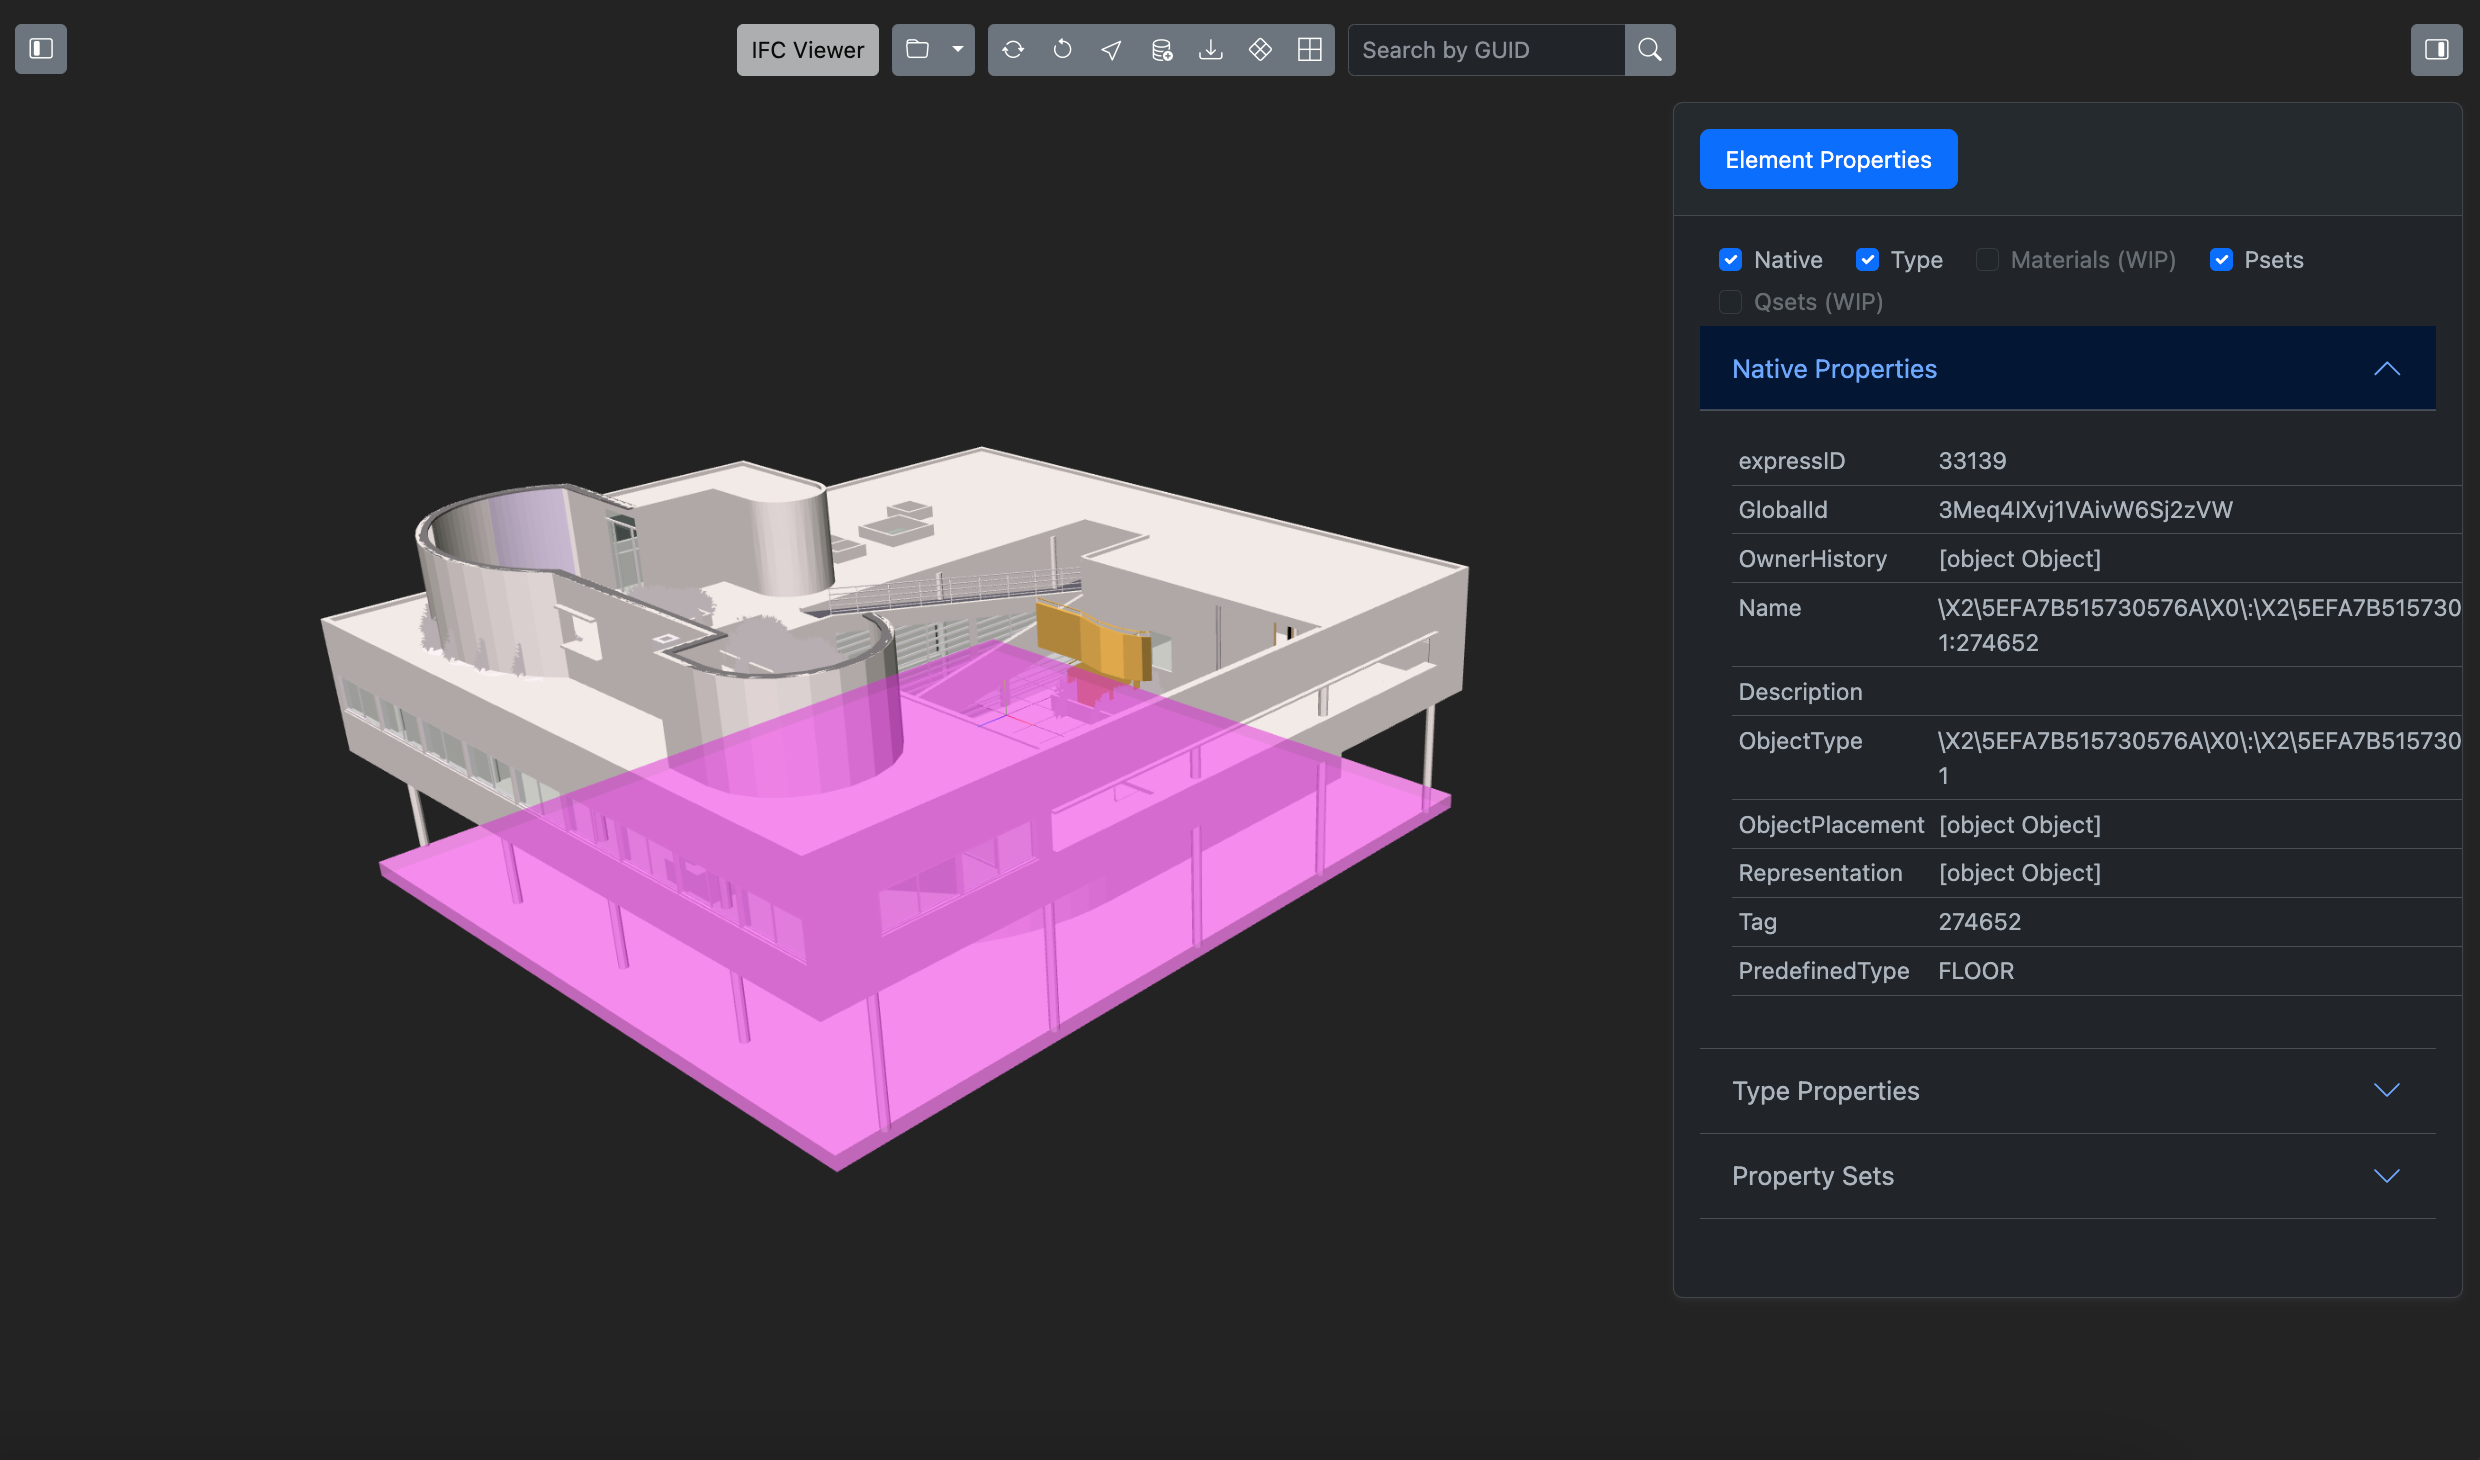 IFC Viewer
Search by GUID
Element Properties
Native Type Materials (WIP) Psets
Qsets (WIP)
Native Properties
expressID 33139
GlobalId 3Meq4IXvj1VAivW6Sj2zVW
OwnerHistory [object Object]
Name \X2\5EFA7B515730576A\X0\:\X2\5EFA7B515730
1:274652
Description
ObjectType \X2\5EFA7B515730576A\X0\:\X2\5EFA7B515730
1
ObjectPlacement [object Object]
Representation [object Object]
Tag 274652
PredefinedType FLOOR
Type Properties
Property Sets